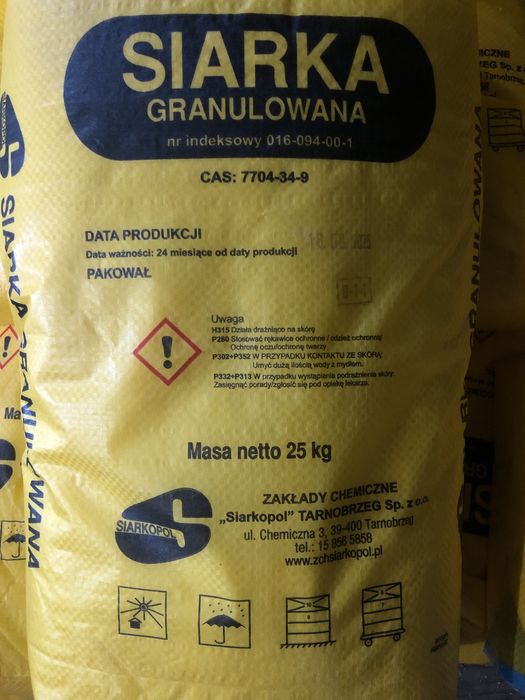 SIARKA
GRANULOWANA
nr indeksowy 016-094-00-1
CAS: 7704-34-9
DATA PRODUKCJI
Data ważności: 24 miesiące od daty produkcji
PAKOWAŁ
Uwaga
H315 Działa drażniąco na skórę
P280 Stosować rękawice ochronne / odzież ochronną/
Ochronę oczu/ochronę twarzy
P302+P352 W PRZYPADKU KONTAKTU ZE SKÓRĄ:
Umyć dużą ilością wody z mydłem.
P332+P313 W przypadku wystąpienia podrażnienia skóry:
Zasięgnąć porady/zgłosić się pod opiekę lekarza.
Masa netto 25 kg
SIARKOPOL
ZAKŁADY CHEMICZNE
„Siarkopol” TARNOBRZEG Sp. z o.o.
ul. Chemiczna 3, 39-400 Tarnobrzeg
tel.: 15 856 5858
www.zchsiarkopol.pl
SIARKA GRANULOWANA
GRANULOWANA